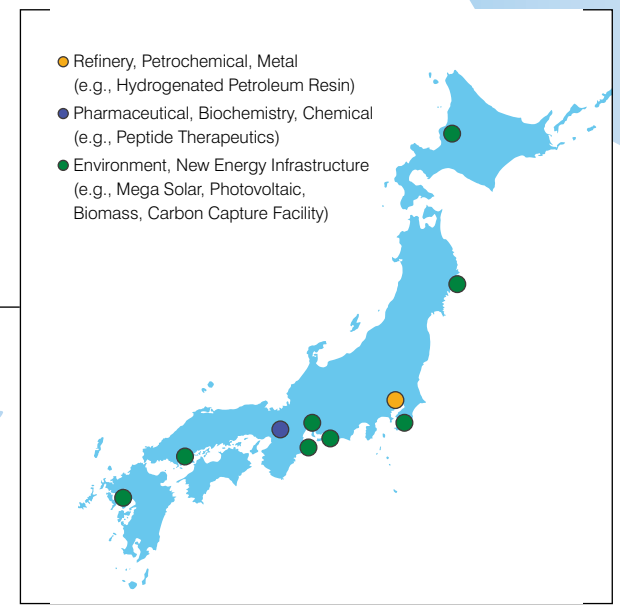 Refinery, Petrochemical, Metal
(e.g., Hydrogenated Petroleum Resin)
Pharmaceutical, Biochemistry, Chemical
(e.g., Peptide Therapeutics)
Environment, New Energy Infrastructure
(e.g., Mega Solar, Photovoltaic,
Biomass, Carbon Capture Facility)